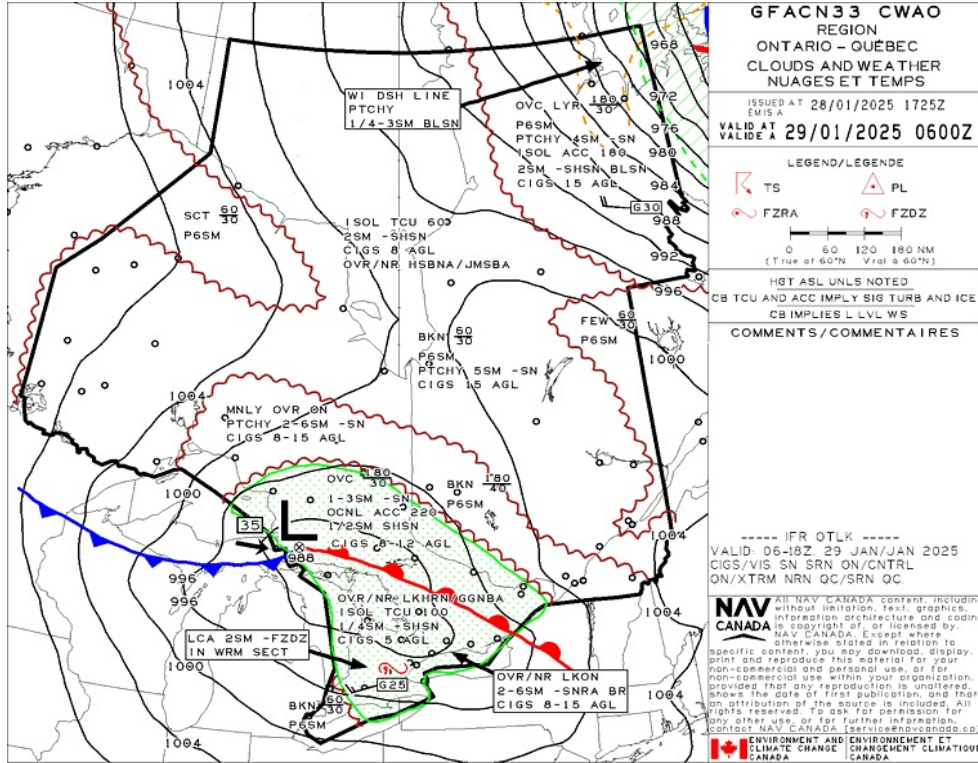 GFACN33 CWAO
REGION
ONTARIO - QUÉBEC
CLOUDS AND WEATHER
NUAGES ET TEMPS
ISSUED AT 28/01/2025 1725Z
ÉMIS A
VALID AT 29/01/2025 0600Z
VALIDE A
LEGEND/LÉGENDE
TS
PL
FZRA
FZDZ
0 60 120 180 NM
(True at 60°N Vrai à 60°N)
HGT ASL UNLS NOTED
CB TCU AND ACC IMPLY SIG TURB AND ICE
CB IMPLIES L LVL WS
COMMENTS/COMMENTAIRES
----- IFR OTLK -----
VALID: 06-18Z. 29 JAN/JAN 2025
CIGS/VIS SN SRN ON/CNTRL
ON/XTRM NRN QC/SRN QC.
NAV
CANADA
All NAV CANADA content, including
without limitation, text, graphics,
information architecture and coding
is copyright of, or licensed by,
NAV CANADA. Except where
otherwise stated in relation to
specific content, you may download, display,
print and reproduce this material for your
non-commercial and personal use, or for
non-commercial use within your organization,
provided that any reproduction is unaltered,
shows the date of first publication, and that
an attribution of the source is included. All
rights reserved. To ask for permission for
any other use, or for further information,
contact NAV CANADA [service@navcanada.ca]
ENVIRONMENT AND
CLIMATE CHANGE
CANADA
ENVIRONNEMENT ET
CHANGEMENT CLIMATIQUE
CANADA
1004
968
972
976
980
984
988
992
996
1000
WI DSH LINE
PTCHY
1/4-3SM BLSN
OVC LYR 180
30
P6SM
PTCHY 4SM -SN
ISOL ACC 180
2SM -SHSN BLSN
CIGS 15 AGL
G30
SCT 60
30
P6SM
ISOL TCU 60
2SM -SHSN
CIGS 8 AGL
OVR/NR HSBNA/JMSBA
BKN 60
30
P6SM
PTCHY 5SM -SN
CIGS 15 AGL
FEW 60
30
P6SM
1004
MNLY OVR ON
PTCHY 2-6SM -SN
CIGS 8-15 AGL
OVC 180
30
1-3SM -SN
OCNL ACC 220
1/2SM SHSN
CIGS 8-12 AGL
BKN 180
40
P6SM
1000
35
L
988
1004
996
996
OVR/NR LKHRN/GGNBA
ISOL TCU 100
1/4SM -SHSN
CIGS 5 AGL
LCA 2SM -FZDZ
IN WRM SECT
1000
G25
OVR/NR LKON
2-6SM -SNRA BR
CIGS 8-15 AGL
BKN 60
30
P6SM
1004
1004